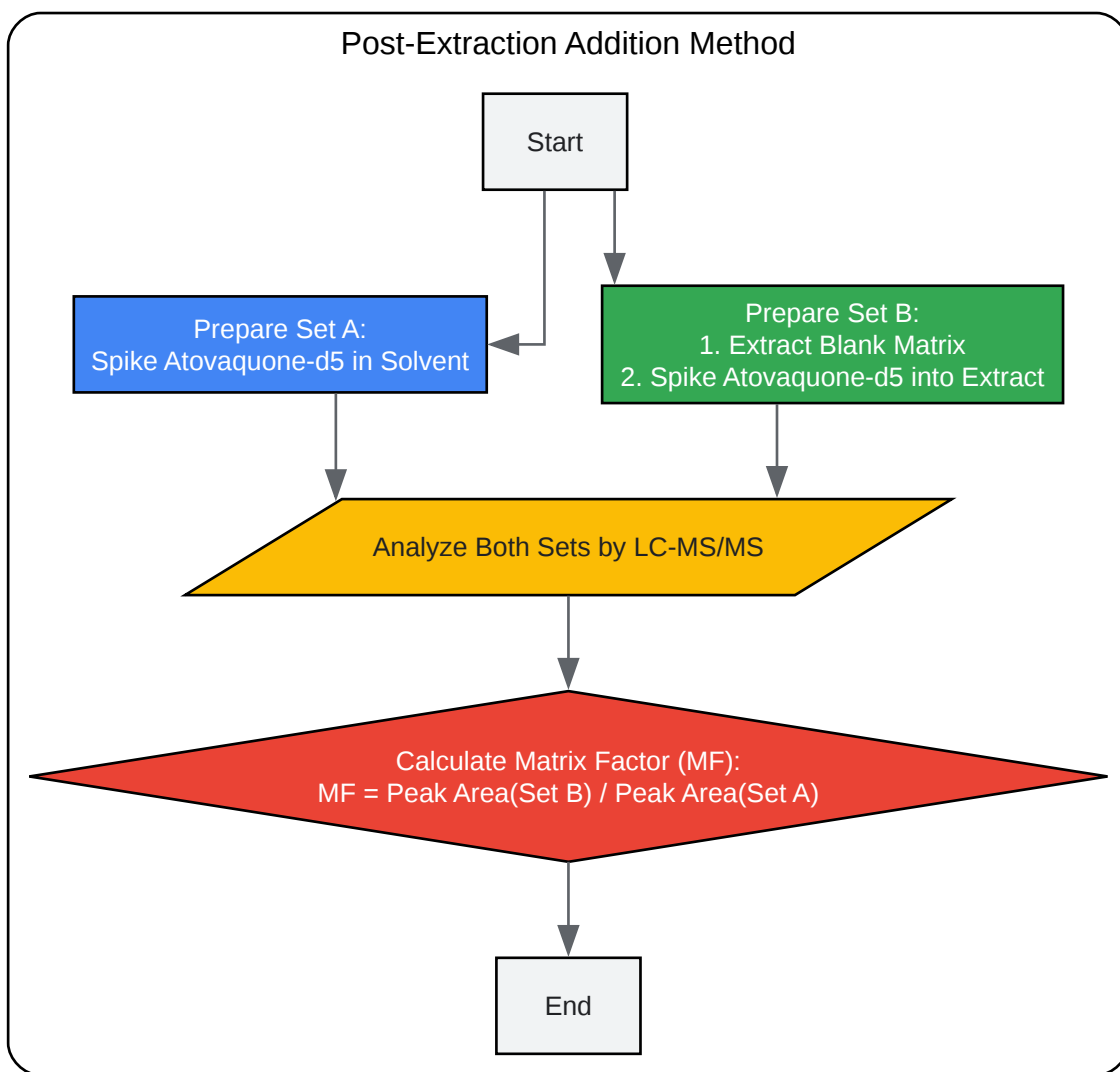 Post-Extraction Addition Method
Start
Prepare Set A:
Spike Atovaquone-d5 in Solvent
Prepare Set B:
1. Extract Blank Matrix
2. Spike Atovaquone-d5 into Extract
Analyze Both Sets by LC-MS/MS
Calculate Matrix Factor (MF):
MF = Peak Area(Set B) / Peak Area(Set A)
End